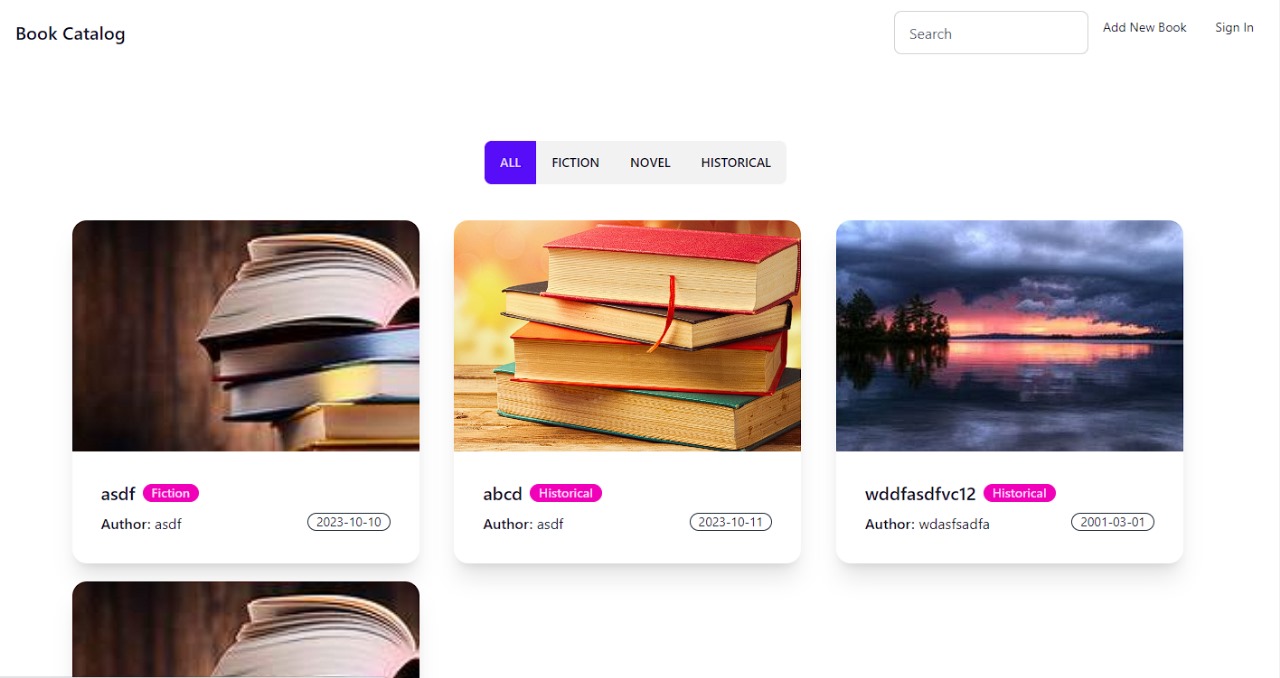 Book Catalog
Search
Add New Book
Sign In
ALL
FICTION
NOVEL
HISTORICAL
asdf Fiction
Author: asdf
2023-10-10
abcd Historical
Author: asdf
2023-10-11
wddfasdfvc12 Historical
Author: wdasfsadfa
2001-03-01